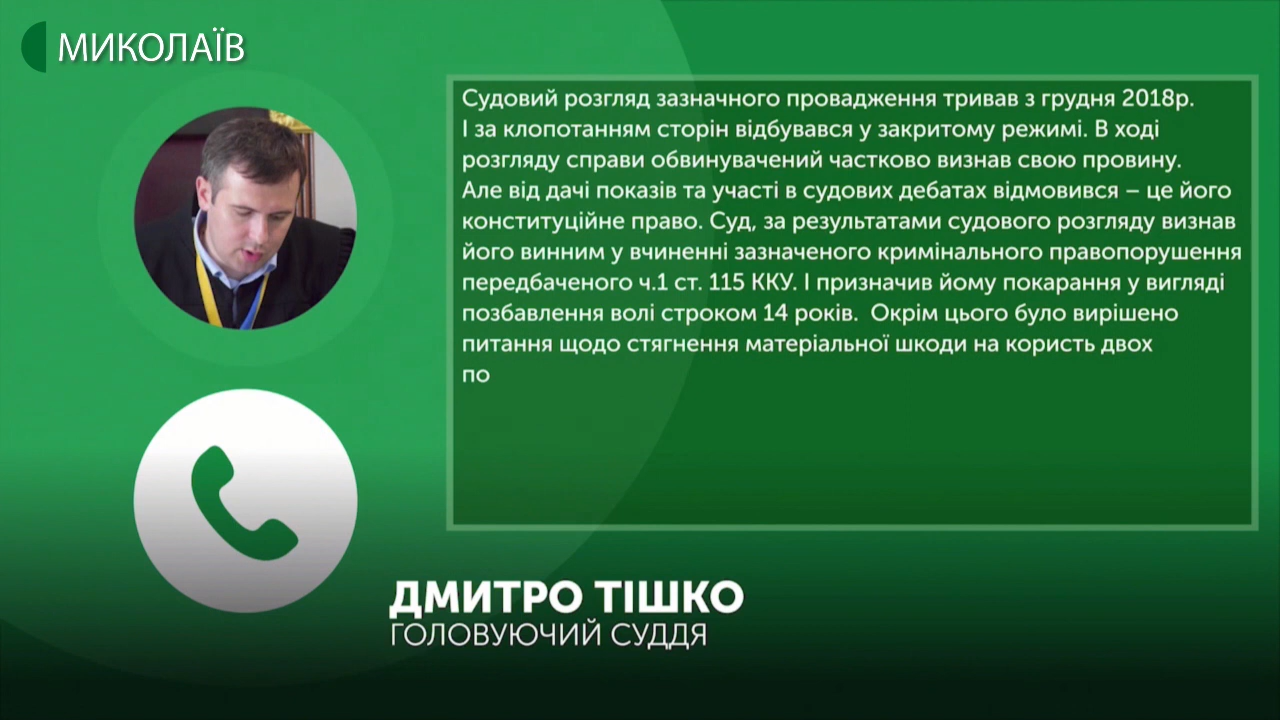 МИКОЛАЇВ
Судовий розгляд зазначного провадження тривав з грудня 2018р.
І за клопотанням сторін відбувався у закритому режимі. В ході
розгляду справи обвинувачений частково визнав свою провину.
Але від дачі показів та участі в судових дебатах відмовився – це його
конституційне право. Суд, за результатами судового розгляду визнав
його винним у вчиненні зазначеного кримінального правопорушення
передбаченого ч.1 ст. 115 ККУ. І призначив йому покарання у вигляді
позбавлення волі строком 14 років. Окрім цього було вирішено
питання щодо стягнення матеріальної шкоди на користь двох
по
ДМИТРО ТІШКО
ГОЛОВУЮЧИЙ СУДДЯ